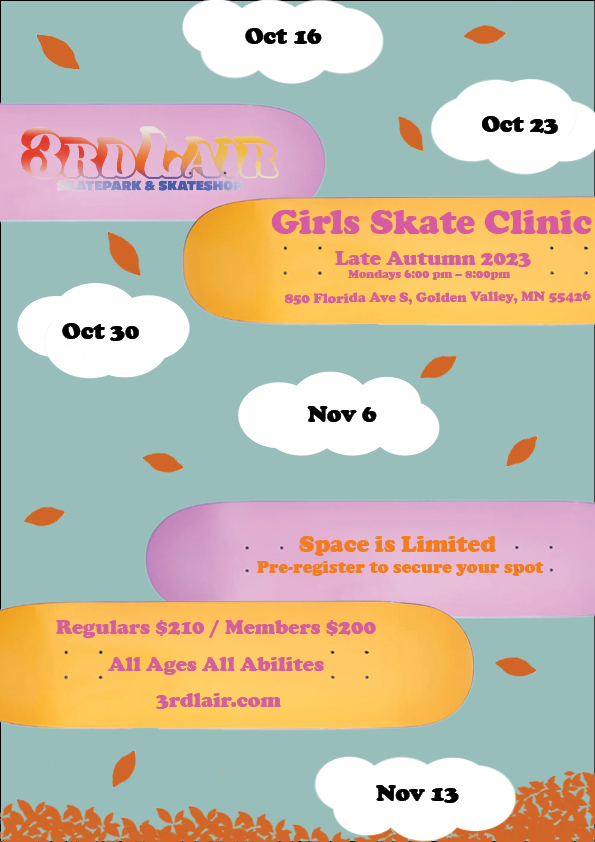 Oct 16
Oct 23
3RD LAIR
SKATEPARK & SKATESHOP
Girls Skate Clinic
Late Autumn 2023
Mondays 6:00 pm – 8:00pm
850 Florida Ave S, Golden Valley, MN 55426
Oct 30
Nov 6
Space is Limited
Pre-register to secure your spot
Regulars $210 / Members $200
All Ages All Abilites
3rdlair.com
Nov 13